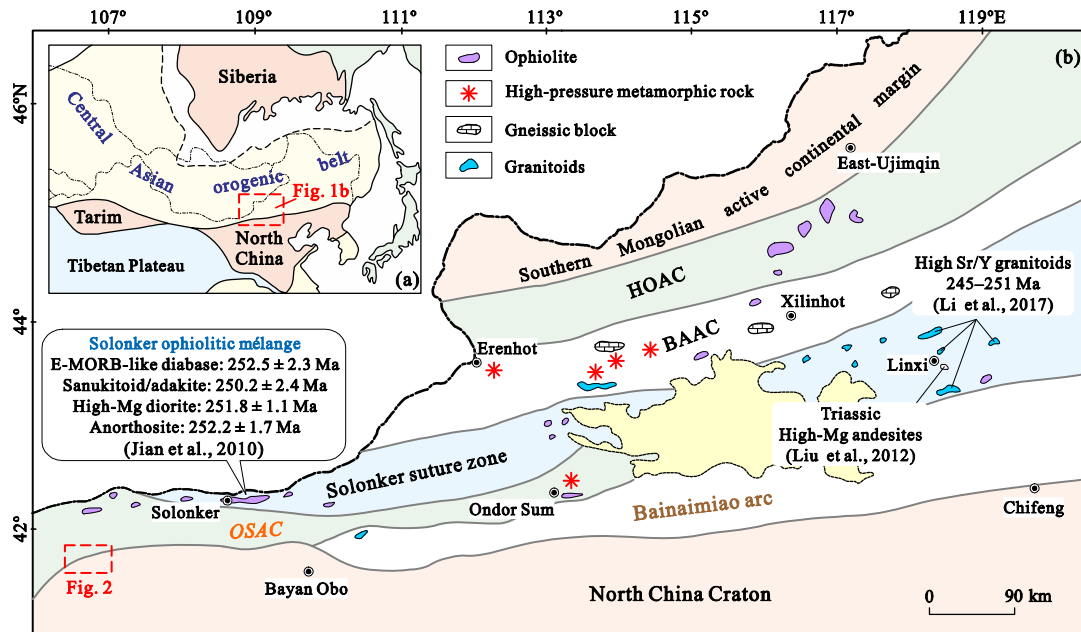 107° 109° 111° 113° 115° 117° 119°E
46°N
44°
42°
(b)
Siberia
Central
Asian
orogenic
belt
Fig. 1b
Tarim
North
China
Tibetan Plateau
(a)
Ophiolite
High-pressure metamorphic rock
Gneissic block
Granitoids
Southern Mongolian active continental margin
East-Ujimqin
HOAC
High Sr/Y granitoids
245–251 Ma
(Li et al., 2017)
Xilinhot
BAAC
Erenhot
Linxi
Solonker ophiolitic mélange
E-MORB-like diabase: 252.5 ± 2.3 Ma
Sanukitoid/adakite: 250.2 ± 2.4 Ma
High-Mg diorite: 251.8 ± 1.1 Ma
Anorthosite: 252.2 ± 1.7 Ma
(Jian et al., 2010)
Triassic
High-Mg andesites
(Liu et al., 2012)
Solonker suture zone
Solonker
Ondor Sum
Bainaimiao arc
Chifeng
OSAC
Fig. 2
Bayan Obo
North China Craton
0 90 km